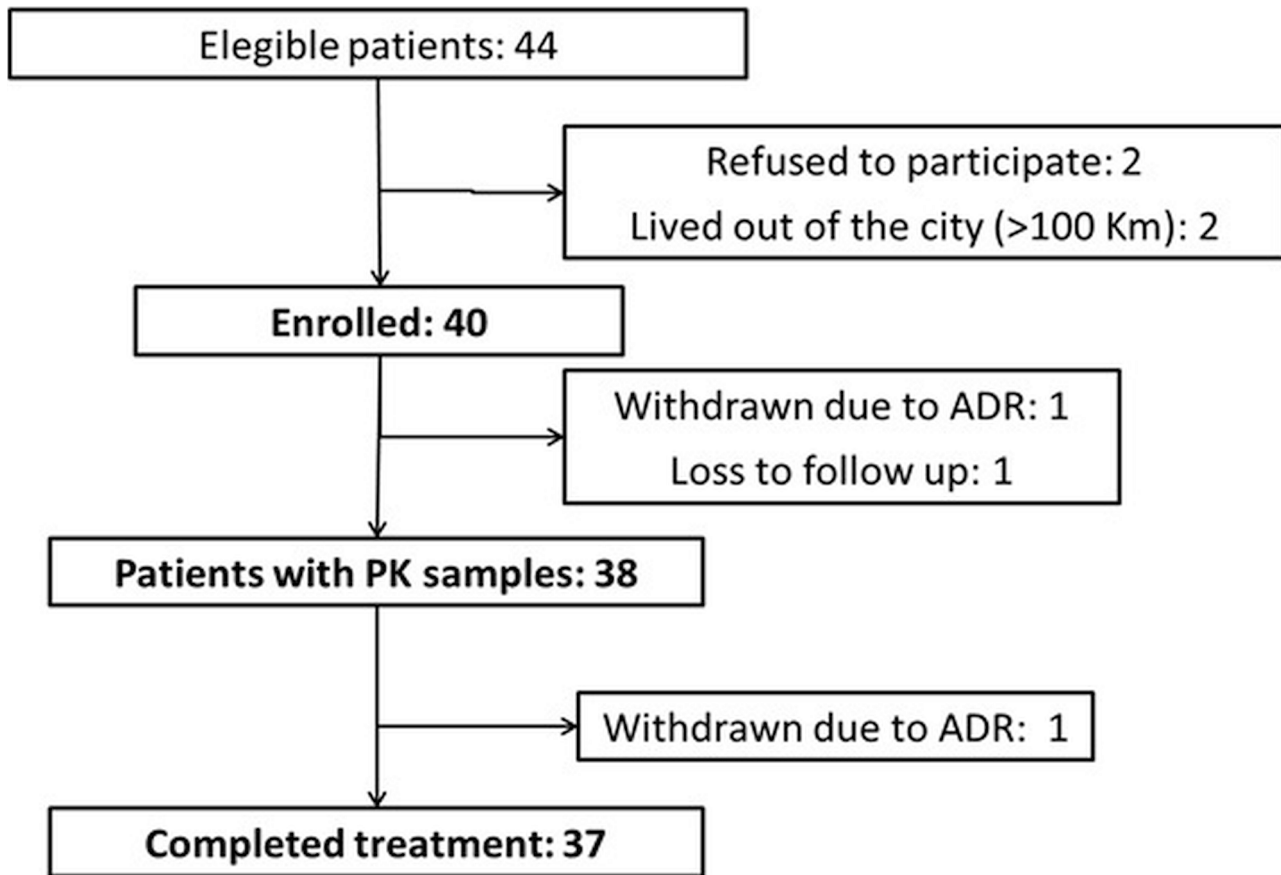 Elegible patients: 44
Refused to participate: 2
Lived out of the city (>100 Km): 2
Enrolled: 40
Withdrawn due to ADR: 1
Loss to follow up: 1
Patients with PK samples: 38
Withdrawn due to ADR:  1
Completed treatment: 37